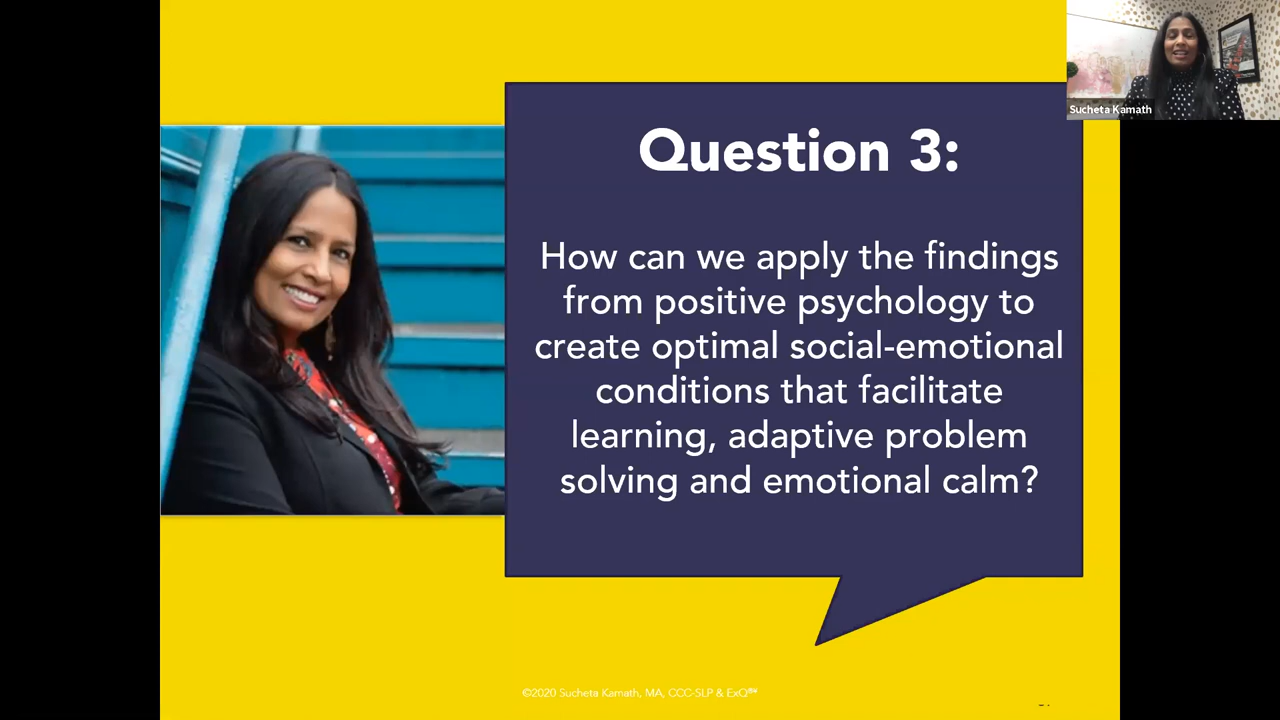 Sucheta Kamath
Question 3:
How can we apply the findings
from positive psychology to
create optimal social-emotional
conditions that facilitate
learning, adaptive problem
solving and emotional calm?
©2020 Sucheta Kamath, MA, CCC-SLP & ExQ